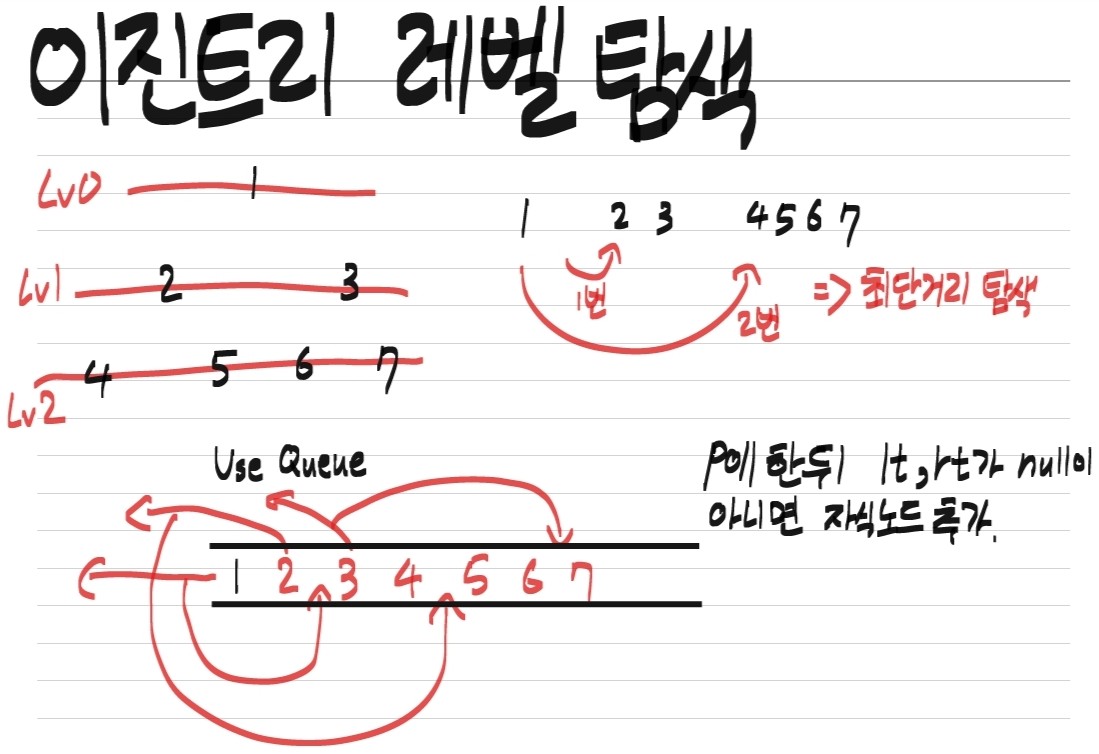 이진트리 레벨 탐색
Lv0 1
1 2 3 4 5 6 7
Lv1 2 3
1번 2번 => 최단거리 탐색
Lv2 4 5 6 7
Use Queue
poll 한뒤 lt, rt가 null이
아니면 자식노드 추가.
1 2 3 4 5 6 7